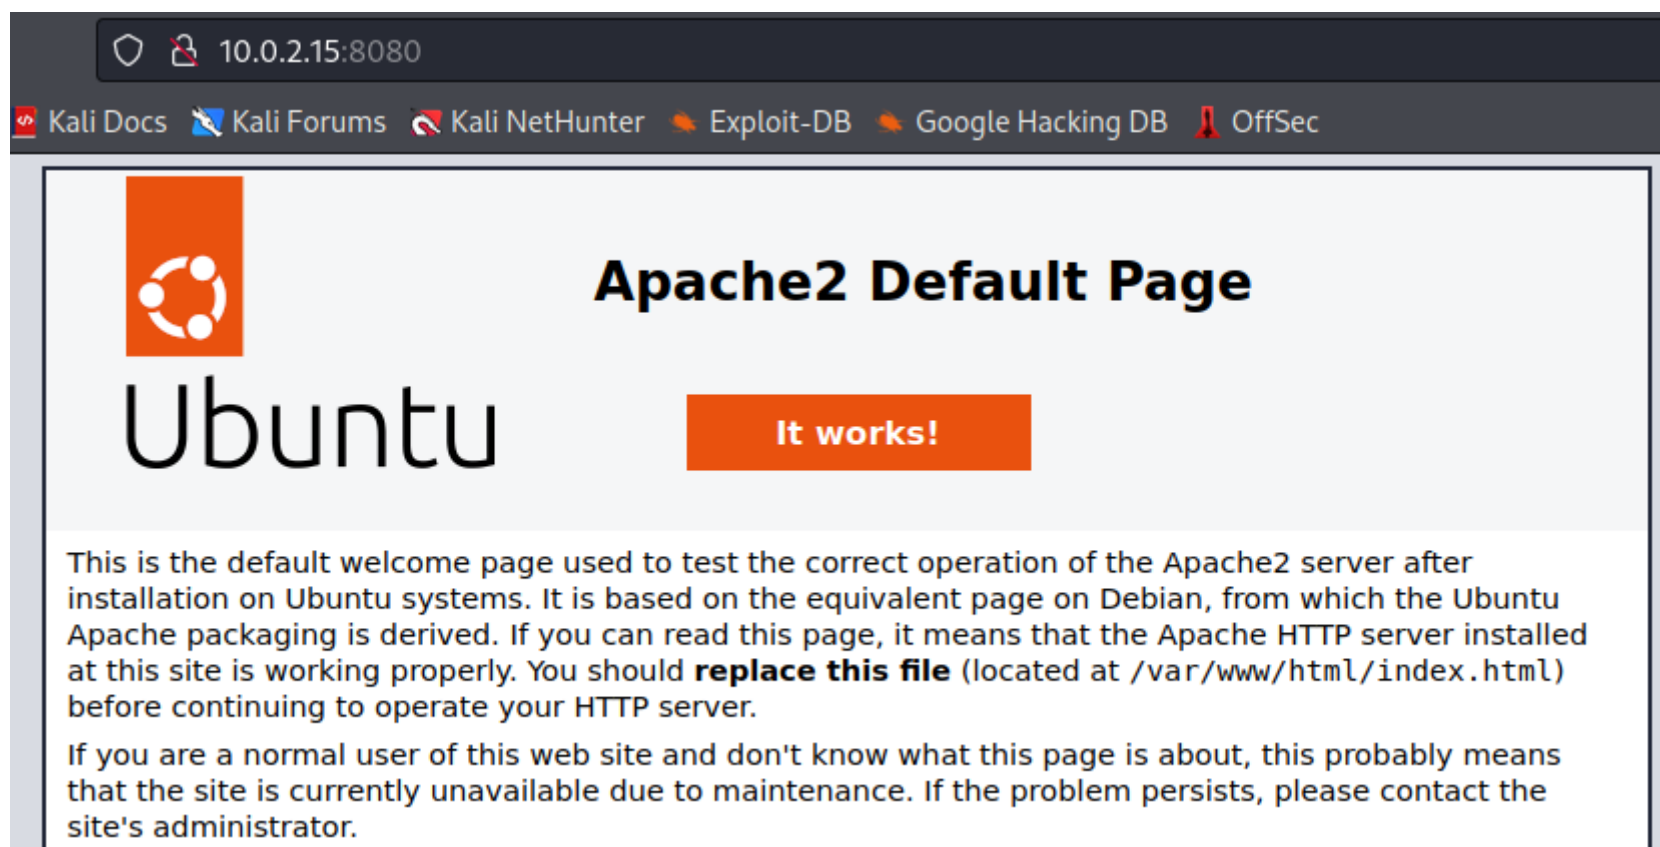 10.0.2.15:8080
Kali Docs Kali Forums Kali NetHunter Exploit-DB Google Hacking DB OffSec
Apache2 Default Page
Ubuntu
It works!
This is the default welcome page used to test the correct operation of the Apache2 server after
installation on Ubuntu systems. It is based on the equivalent page on Debian, from which the Ubuntu
Apache packaging is derived. If you can read this page, it means that the Apache HTTP server installed
at this site is working properly. You should replace this file (located at /var/www/html/index.html)
before continuing to operate your HTTP server.
If you are a normal user of this web site and don't know what this page is about, this probably means
that the site is currently unavailable due to maintenance. If the problem persists, please contact the
site's administrator.